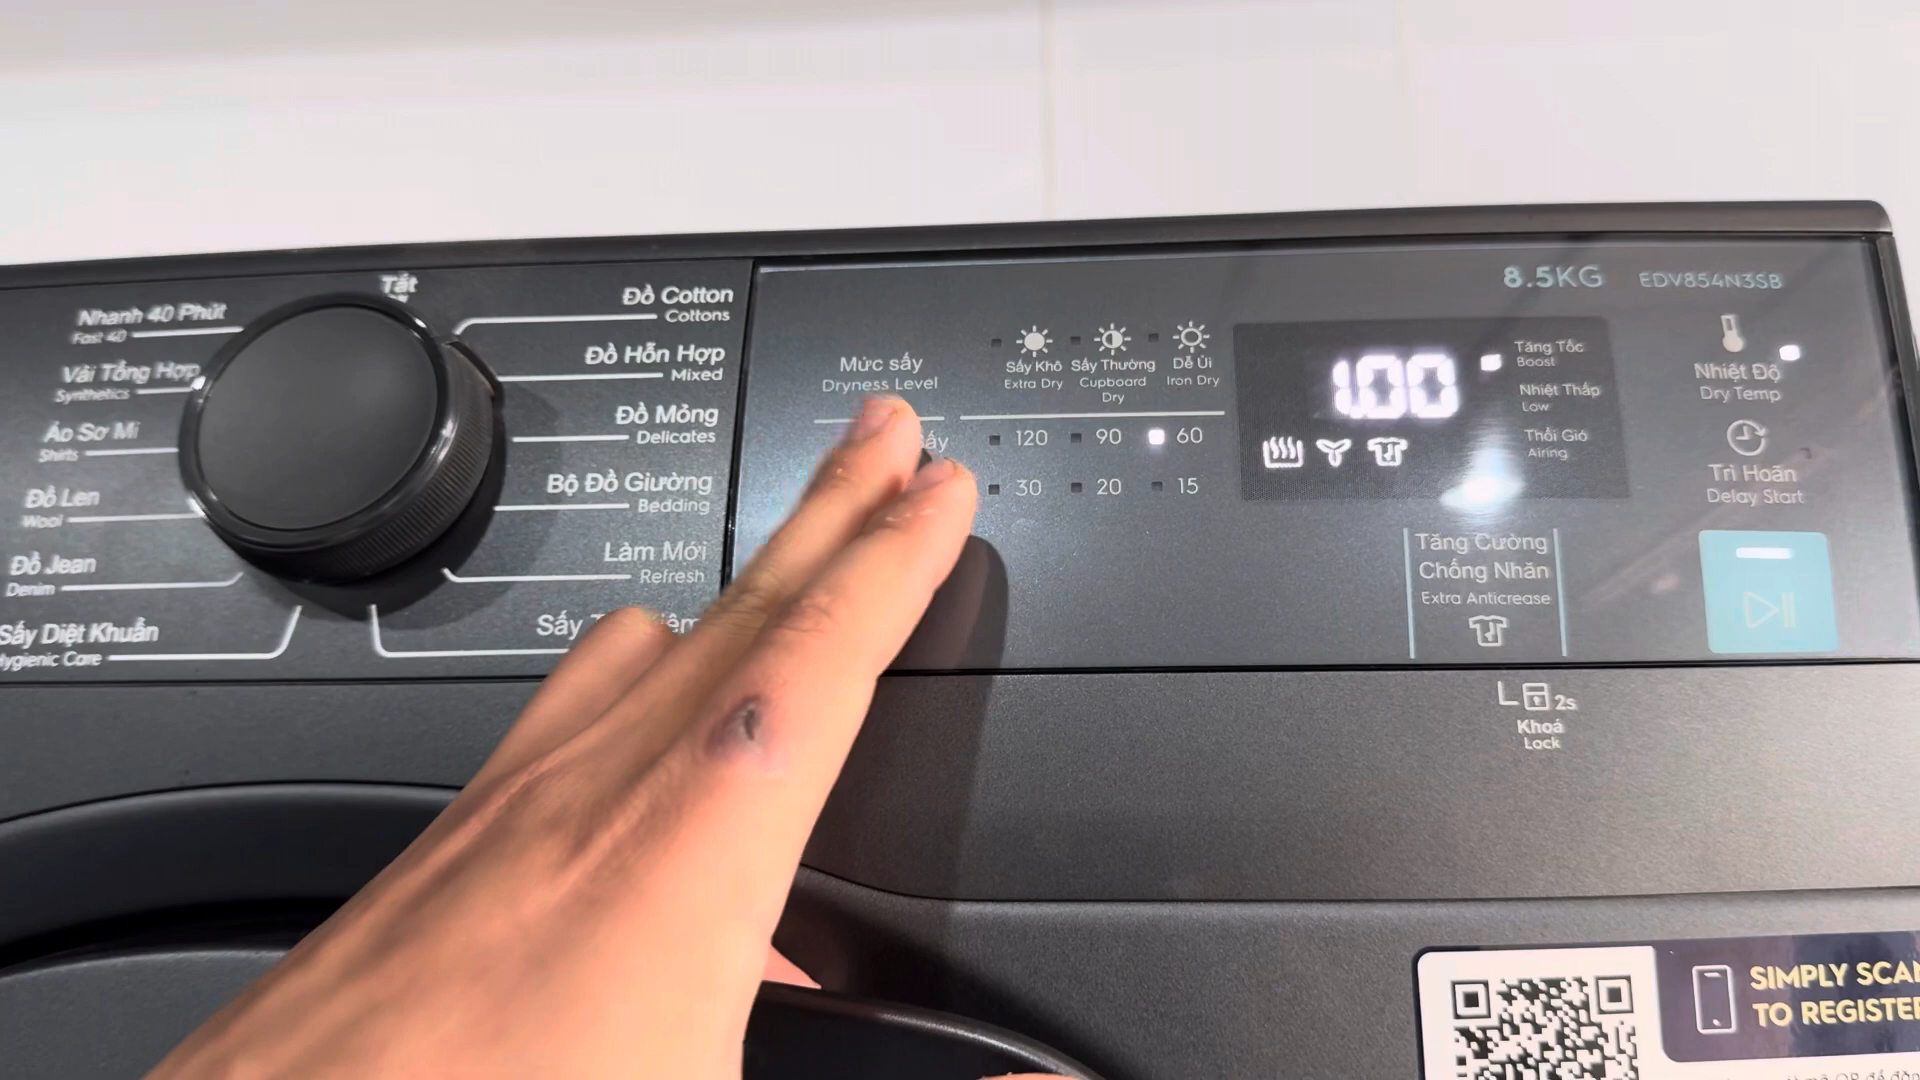 Tắt
Nhanh 40 Phút
Fast 40
Vải Tổng Hợp
Synthetics
Áo Sơ Mi
Shirts
Đồ Len
Wool
Đồ Jean
Denim
Sấy Diệt Khuẩn
ygienic Care
Đồ Cotton
Cottons
Đồ Hỗn Hợp
Mixed
Đồ Mỏng
Delicates
Bộ Đồ Giường
Bedding
Làm Mới
Refresh
Sấy
Mức sấy
Dryness Level
Sấy Khô
Extra Dry
Sấy Thường
Cupboard
Dry
Dễ Ủi
Iron Dry
120 90 60
30 20 15
8.5KG EDV854N3SB
1.00
Tăng Tốc
Boost
Nhiệt Thấp
Low
Thổi Gió
Airing
Nhiệt Độ
Dry Temp
Trì Hoãn
Delay Start
Tăng Cường
Chống Nhăn
Extra Anticrease
2s
Khoá
Lock
SIMPLY SCAN
TO REGISTER